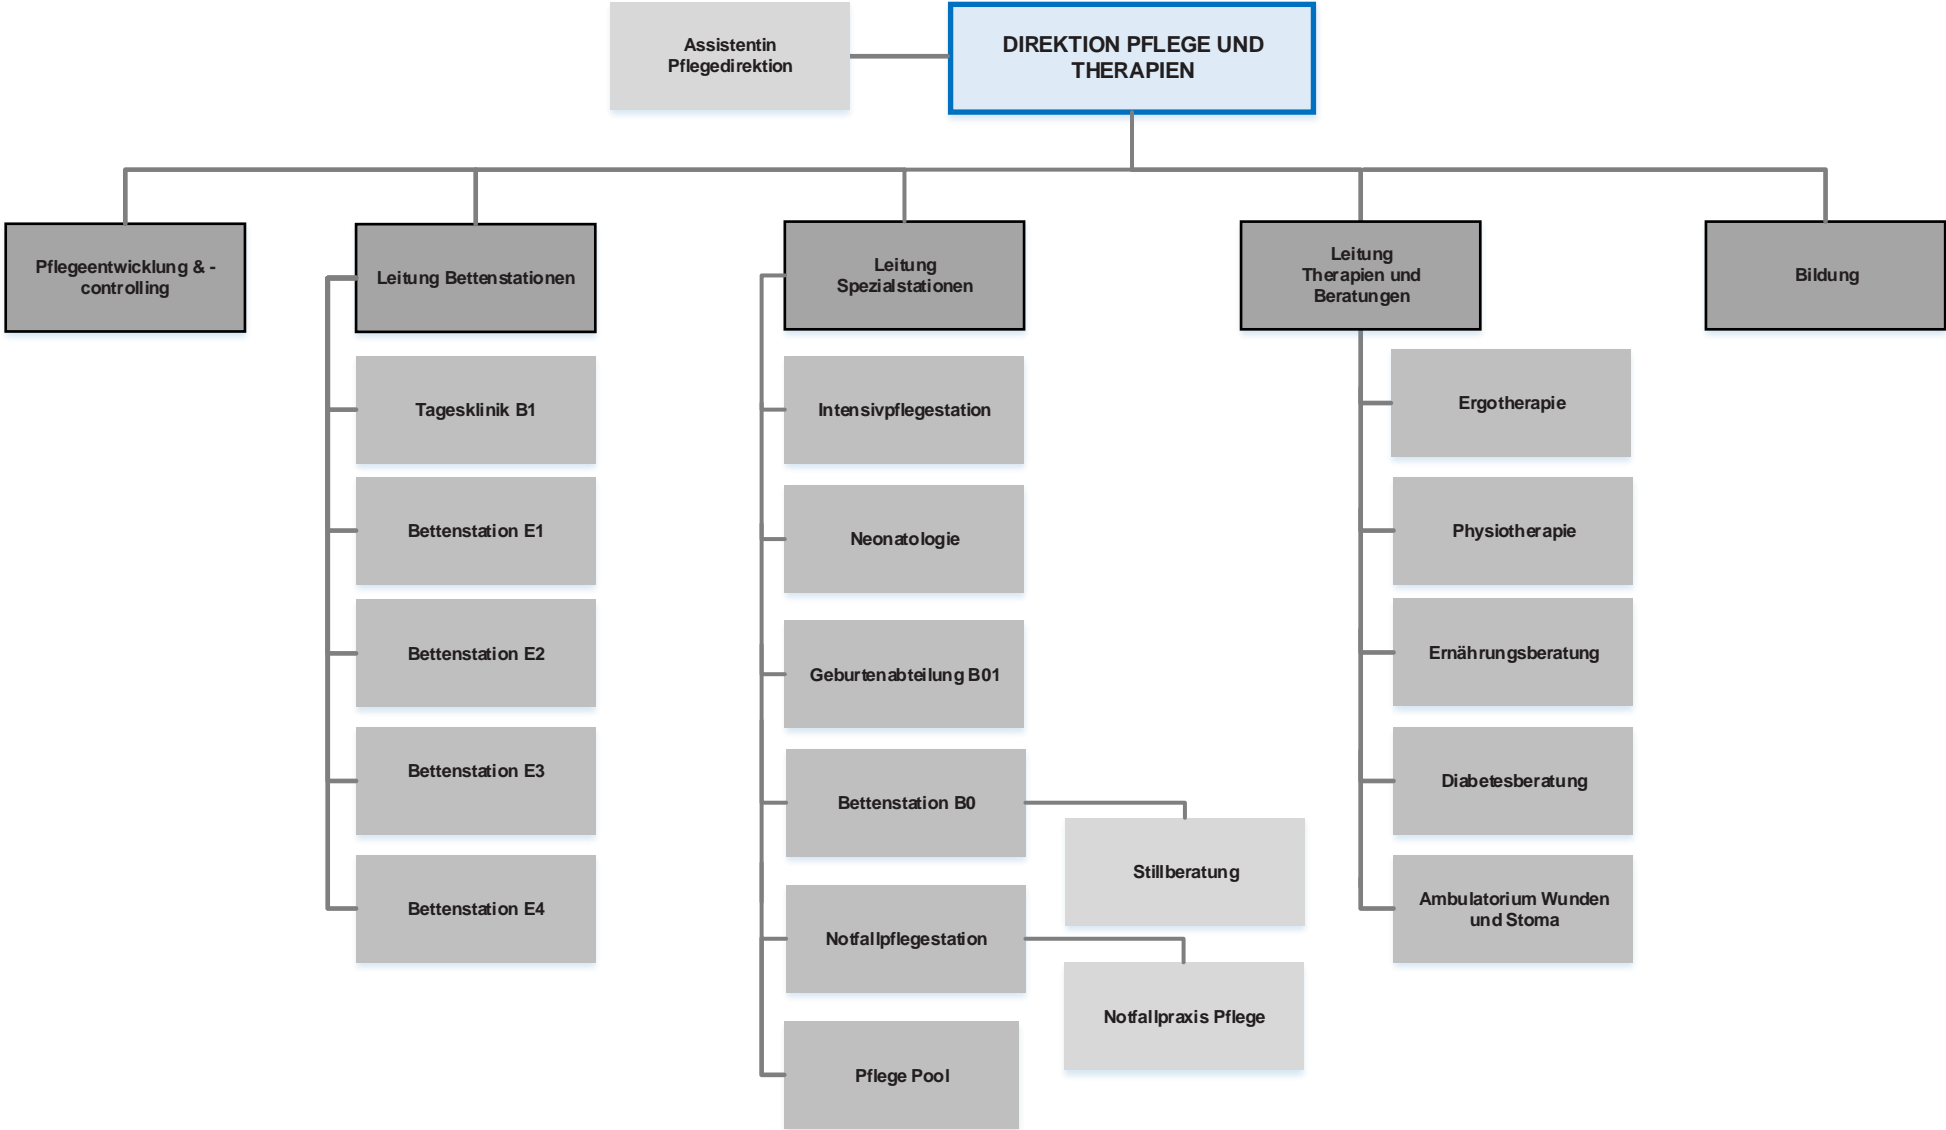 Assistentin
Pflegedirektion
DIREKTION PFLEGE UND
THERAPIEN
Pflegeentwicklung & -
controlling
Leitung Bettenstationen
Leitung
Spezialstationen
Leitung
Therapien und
Beratungen
Bildung
Tagesklinik B1
Bettenstation E1
Bettenstation E2
Bettenstation E3
Bettenstation E4
Intensivpflegestation
Neonatologie
Geburtenabteilung B01
Bettenstation B0
Stillberatung
Notfallpflegestation
Notfallpraxis Pflege
Pflege Pool
Ergotherapie
Physiotherapie
Ernährungsberatung
Diabetesberatung
Ambulatorium Wunden
und Stoma